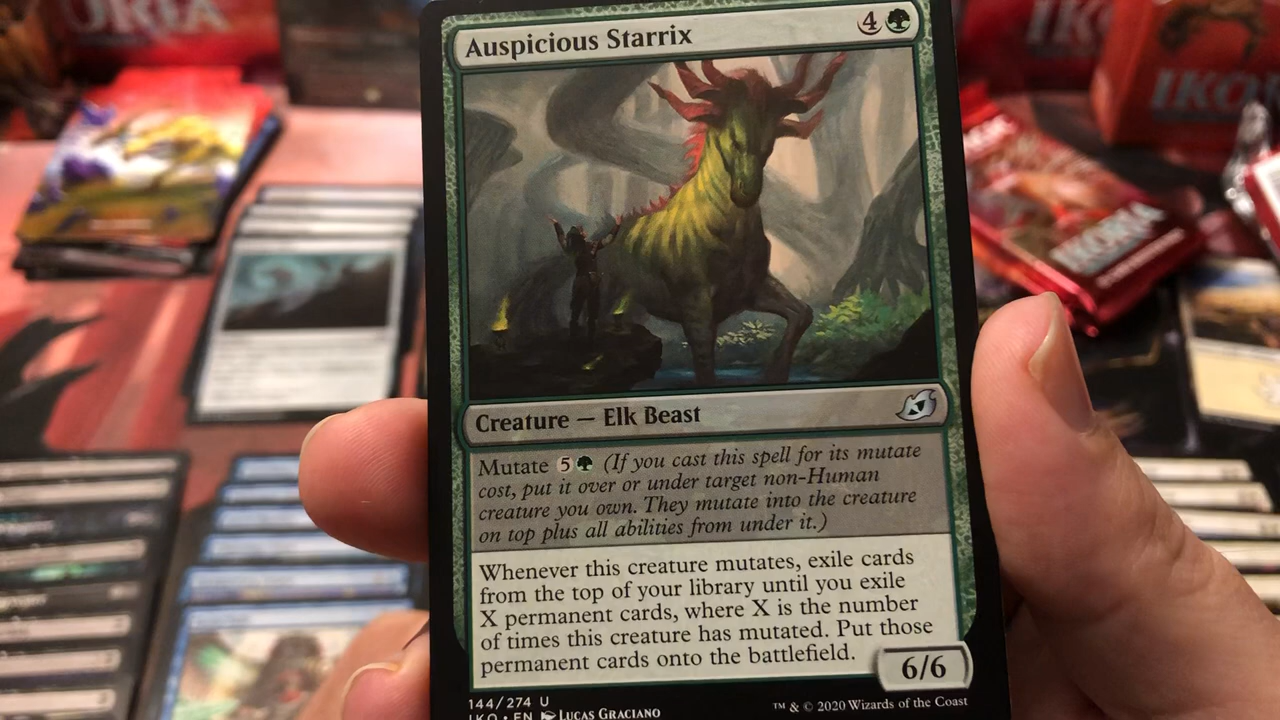 Auspicious Starrix 4
Creature — Elk Beast
Mutate 5 (If you cast this spell for its mutate
cost, put it over or under target non-Human
creature you own. They mutate into the creature
on top plus all abilities from under it.)
Whenever this creature mutates, exile cards
from the top of your library until you exile
X permanent cards, where X is the number
of times this creature has mutated. Put those
permanent cards onto the battlefield.
6/6
144/274 U
IKO • EN LUCAS GRACIANO
™ & © 2020 Wizards of the Coast
IKORIA